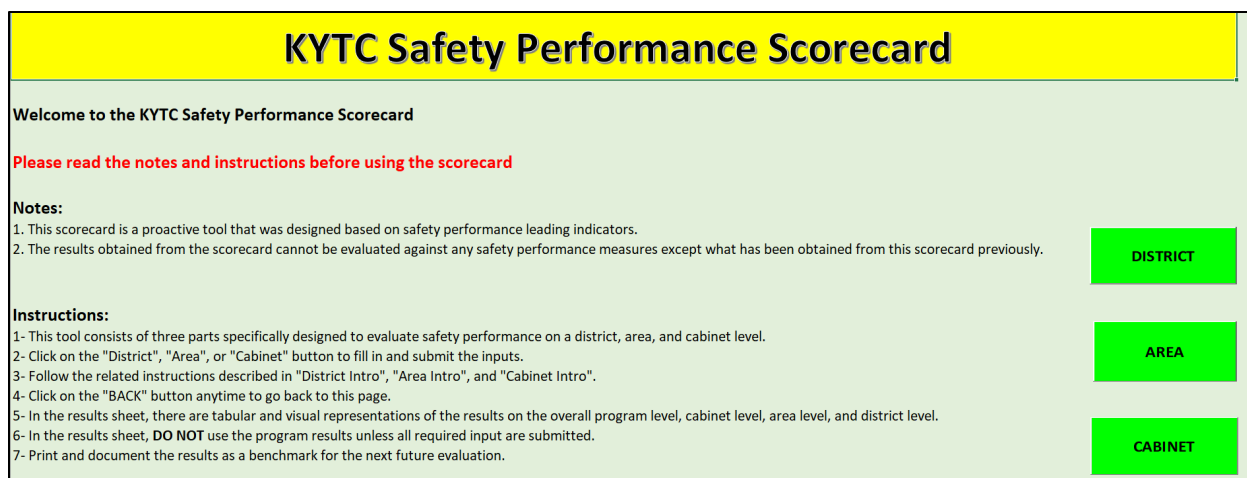 KYTC Safety Performance Scorecard
Welcome to the KYTC Safety Performance Scorecard
Please read the notes and instructions before using the scorecard
Notes:
1. This scorecard is a proactive tool that was designed based on safety performance leading indicators.
2. The results obtained from the scorecard cannot be evaluated against any safety performance measures except what has been obtained from this scorecard previously.
DISTRICT
Instructions:
1- This tool consists of three parts specifically designed to evaluate safety performance on a district, area, and cabinet level.
2- Click on the "District", "Area", or "Cabinet" button to fill in and submit the inputs.
3- Follow the related instructions described in "District Intro", "Area Intro", and "Cabinet Intro".
4- Click on the "BACK" button anytime to go back to this page.
5- In the results sheet, there are tabular and visual representations of the results on the overall program level, cabinet level, area level, and district level.
6- In the results sheet, DO NOT use the program results unless all required input are submitted.
7- Print and document the results as a benchmark for the next future evaluation.
AREA
CABINET